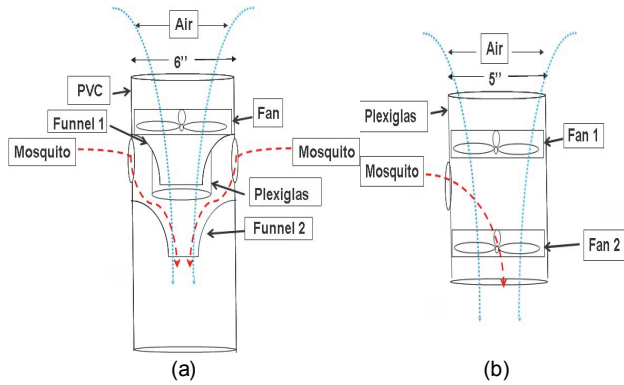 Air
6’’
PVC
Fan
Funnel 1
Mosquito
Mosquito
Plexiglas
Funnel 2
(a)
Air
5’’
Plexiglas
Fan 1
Mosquito
Fan 2
(b)